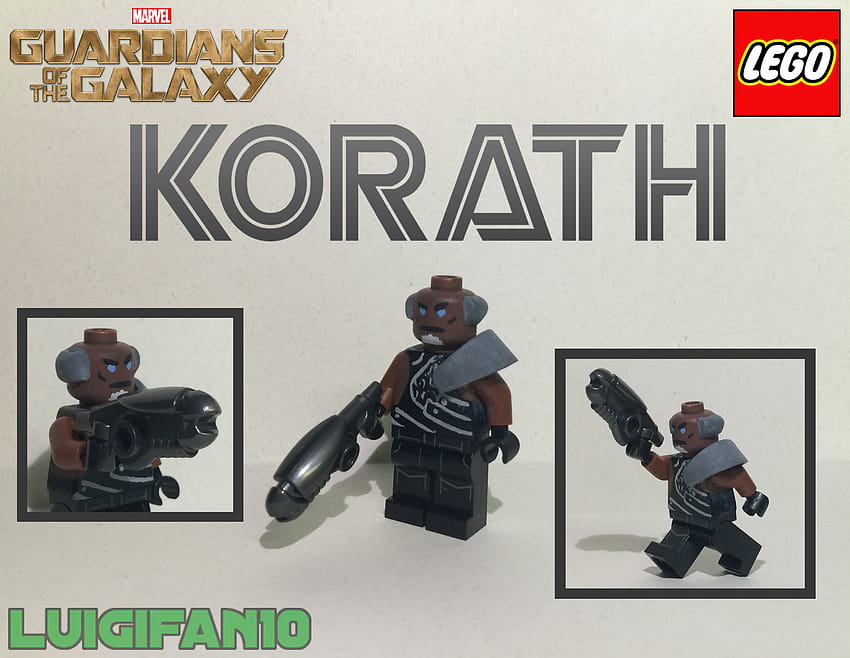 MARVEL
GUARDIANS
OF THE GALAXY
LEGO
KORATH
LUIGIFAN10